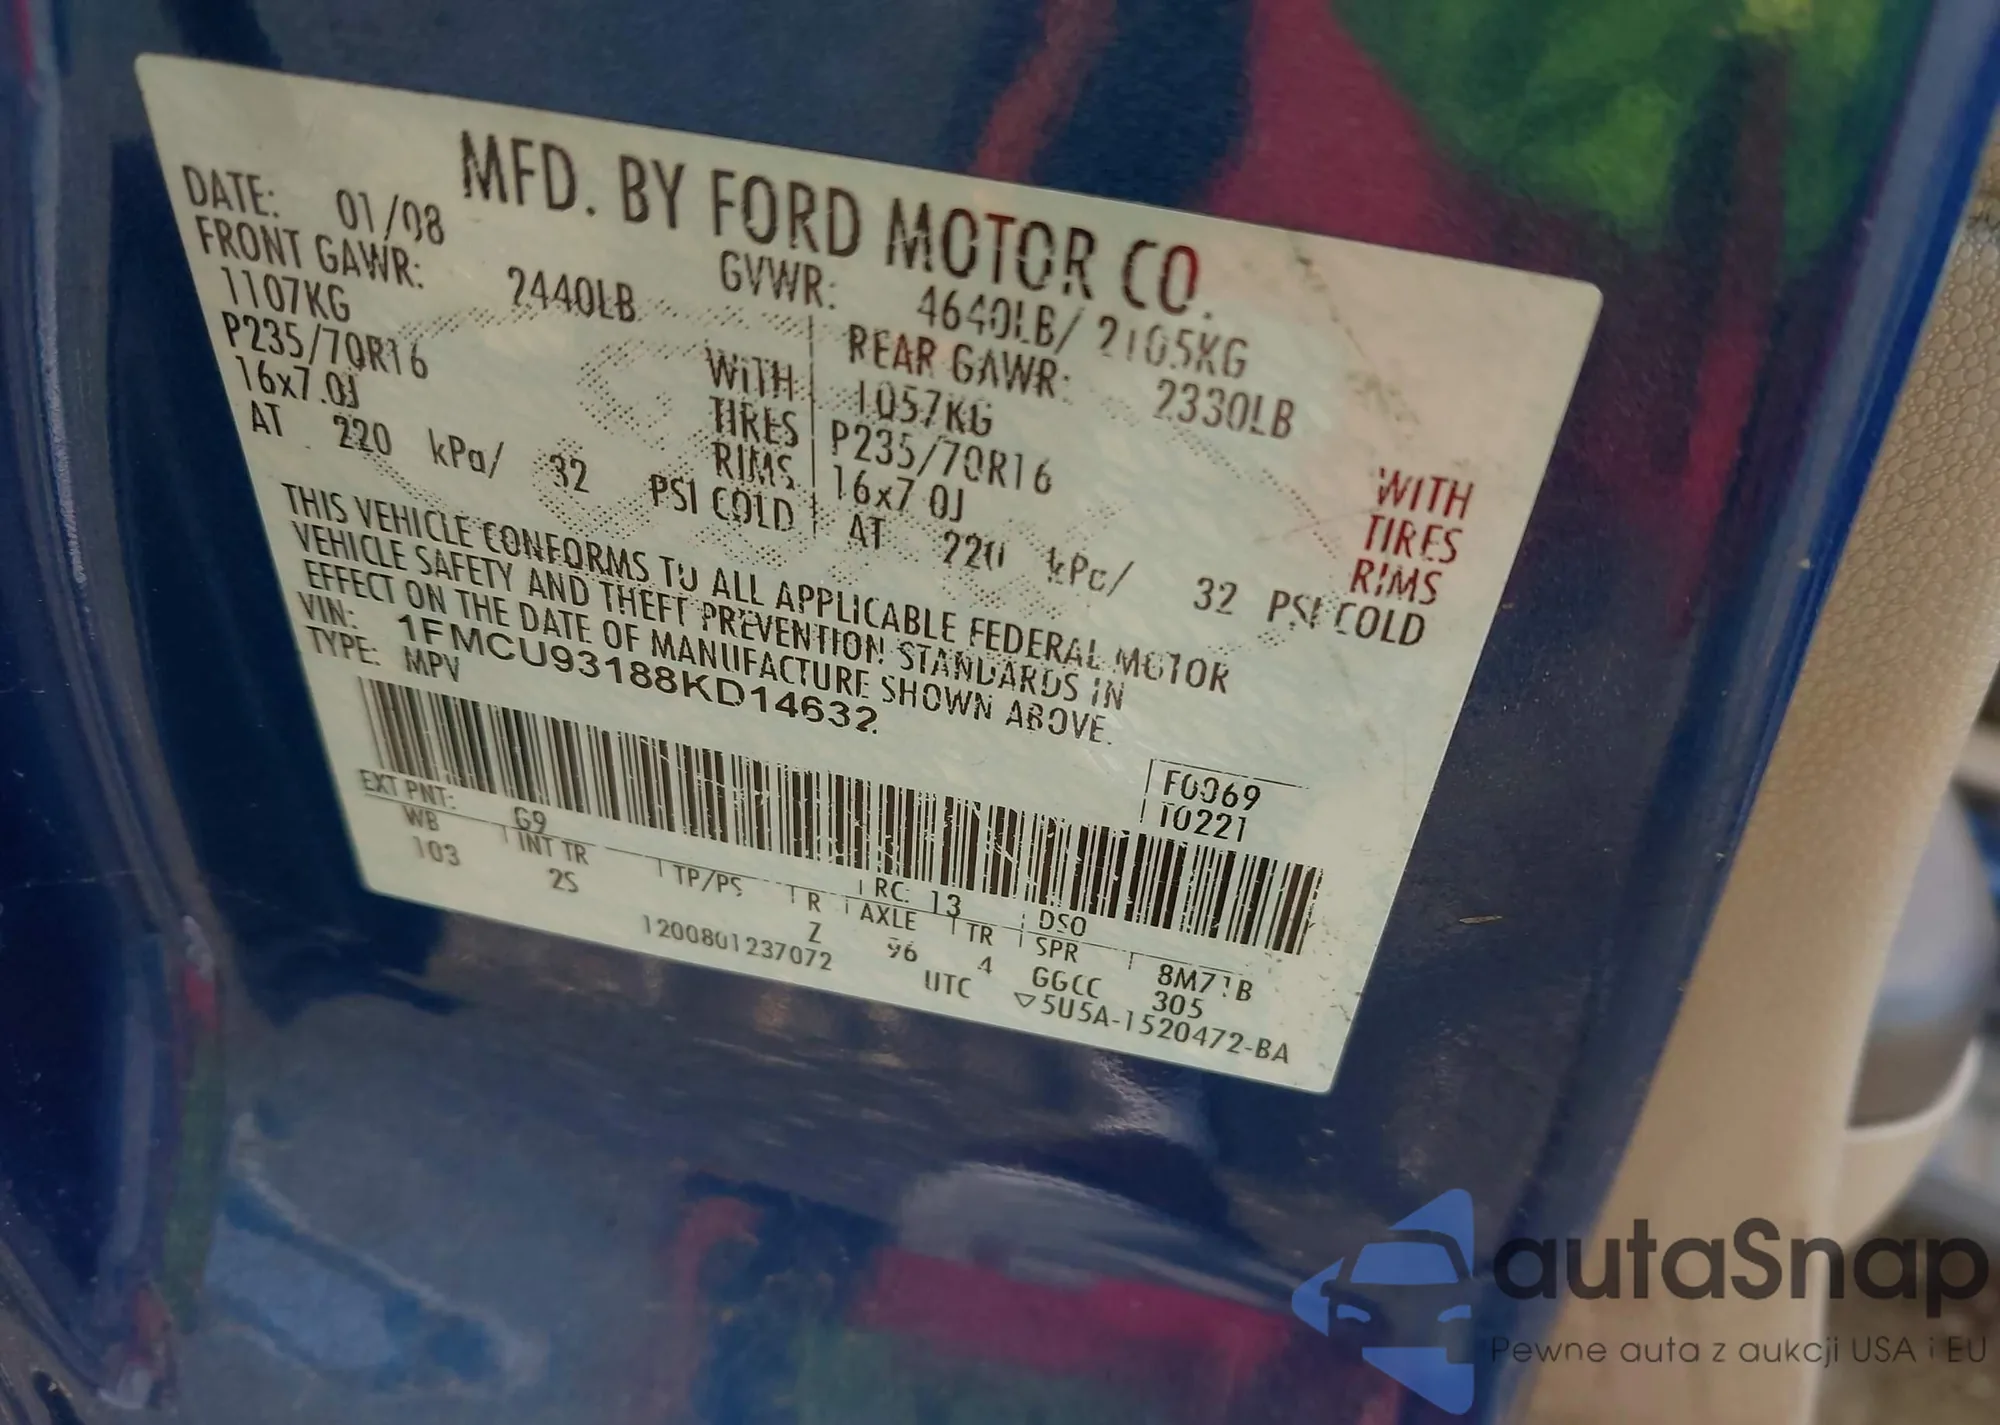 MFD. BY FORD MOTOR CO.
DATE: 01/08 GVWR: 4640LB/ 2105KG
FRONT GAWR: 2440LB REAR GAWR: 2330LB
1107KG WITH 1057KG WITH
P235/70R16 TIRES P235/70R16 TIRES
16x7.0J RIMS 16x7.0J RIMS
AT 220 kPa/ 32 PSI COLD AT 220 kPa/ 32 PSI COLD
THIS VEHICLE CONFORMS TO ALL APPLICABLE FEDERAL MOTOR
VEHICLE SAFETY AND THEFT PREVENTION STANDARDS IN
EFFECT ON THE DATE OF MANUFACTURE SHOWN ABOVE.
VIN: 1FMCU93188KD14632
TYPE: MPV
F0069
T0221
EXT PNT: G9 RC: 13 DSO
WB INT TR TP/PS R AXLE TR SPR 8M71B
103 2S Z 96 4 GGCC 305
1200801237072 UTC ▽5U5A-1520472-BA
autaSnap
Pewne auta z aukcji USA i EU